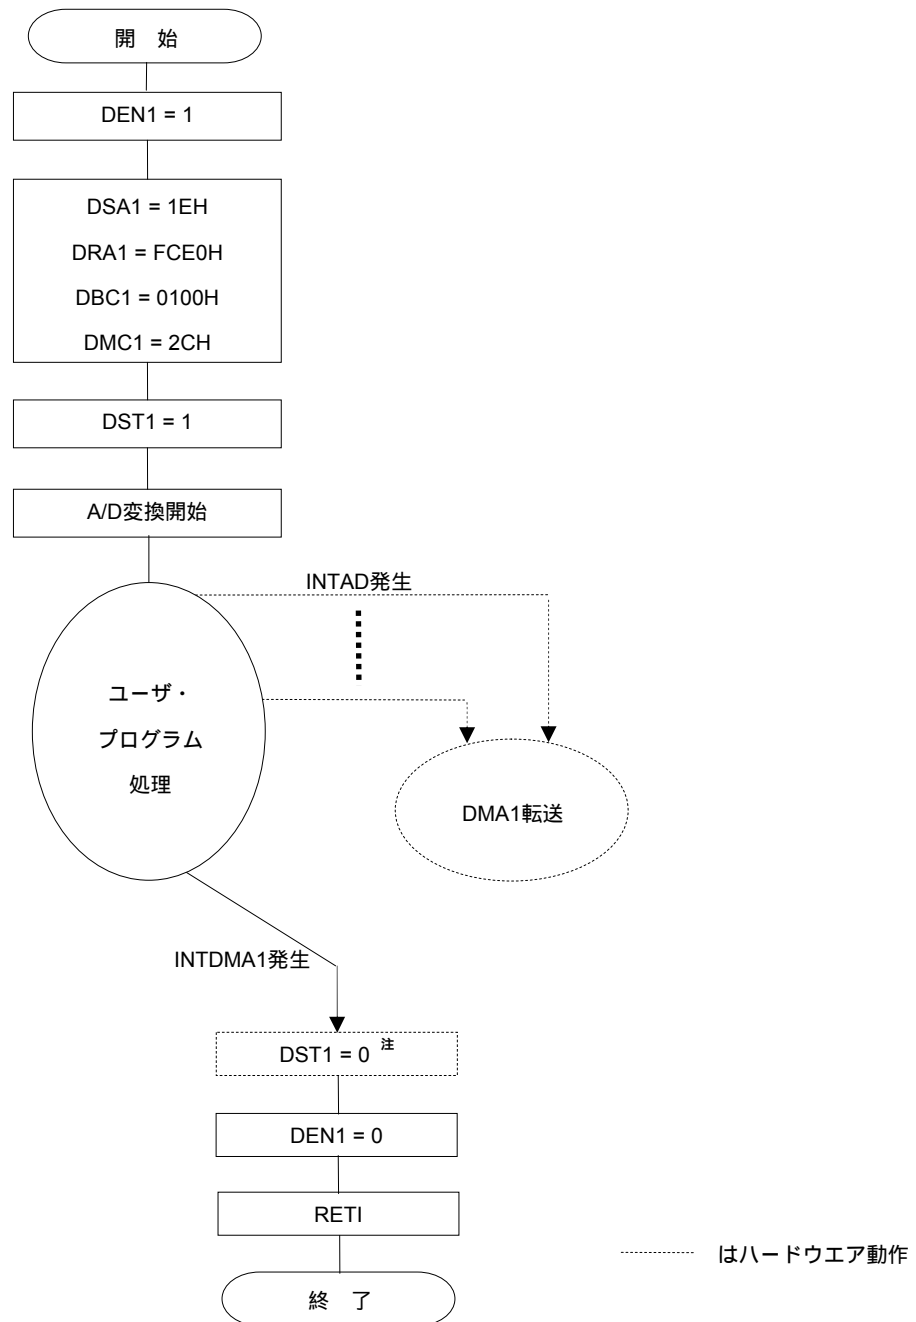 開 始
DEN1 = 1
DSA1 = 1EH
DRA1 = FCE0H
DBC1 = 0100H
DMC1 = 2CH
DST1 = 1
A/D変換開始
INTAD発生
ユーザ・
プログラム
処理
DMA1転送
INTDMA1発生
DST1 = 0 注
DEN1 = 0
RETI
はハードウエア動作
終 了